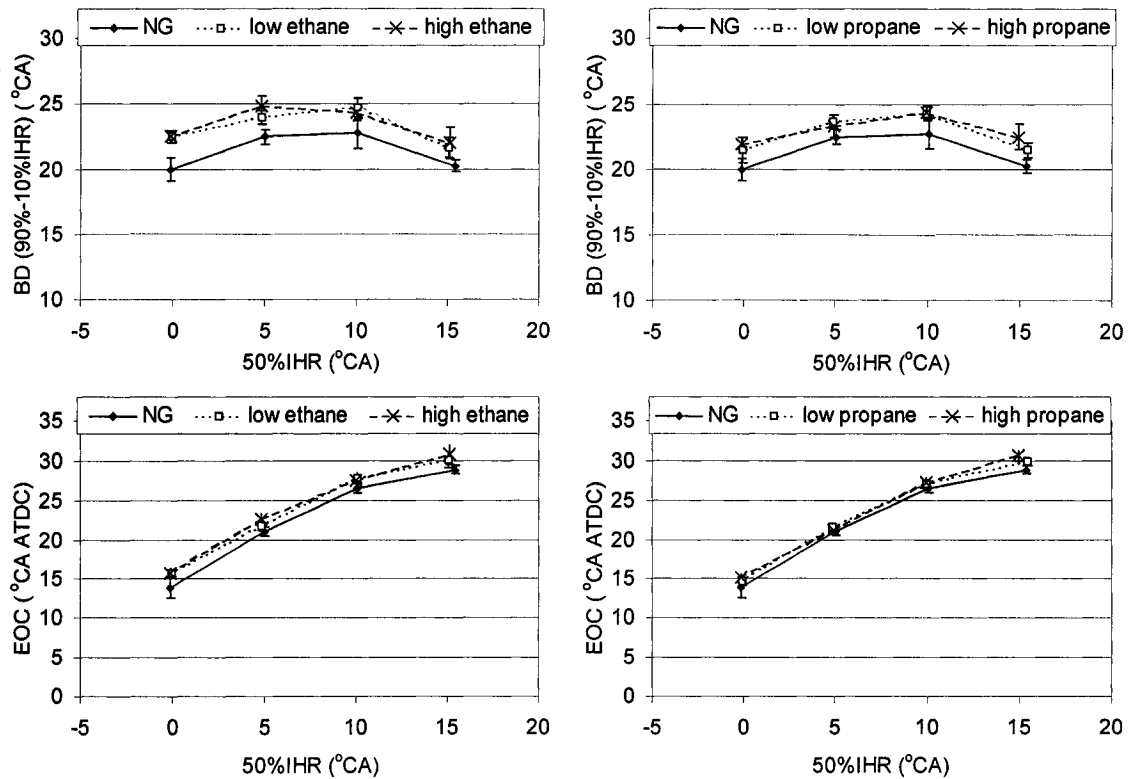 NG low ethane high ethane
BD (90%-10%IHR) (°CA)
30
25
20
15
10
-5 0 5 10 15 20
50%IHR (°CA)
NG low propane high propane
BD (90%-10%IHR) (°CA)
30
25
20
15
10
-5 0 5 10 15 20
50%IHR (°CA)
NG low ethane high ethane
EOC (°CA ATDC)
35
30
25
20
15
10
5
0
-5 0 5 10 15 20
50%IHR (°CA)
NG low propane high propane
EOC (°CA ATDC)
35
30
25
20
15
10
5
0
-5 0 5 10 15 20
50%IHR (°CA)